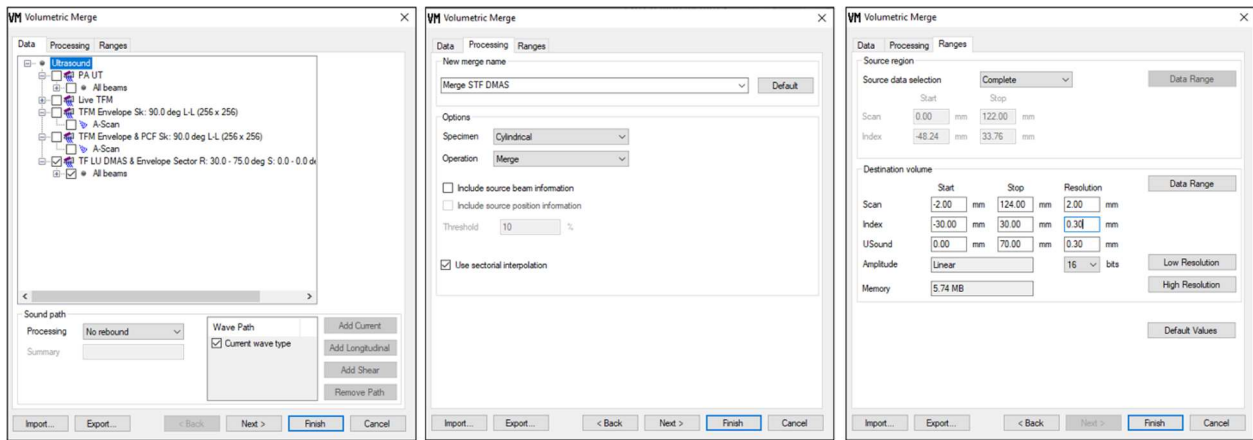 VM Volumetric Merge
Data Processing Ranges
Ultrasound
PA UT
All beams
Live TFM
TFM Envelope Sk: 90.0 deg L-L (256 x 256)
A-Scan
TFM Envelope & PCF Sk: 90.0 deg L-L (256 x 256)
A-Scan
TF LU DMAS & Envelope Sector R: 30.0 - 75.0 deg S: 0.0 - 0.0 de
All beams
Sound path
Processing No rebound
Summary
Wave Path
Current wave type
Add Current
Add Longitudinal
Add Shear
Remove Path
Import... Export... < Back Next > Finish Cancel
VM Volumetric Merge
Data Processing Ranges
New merge name
Merge STF DMAS Default
Options
Specimen Cylindrical
Operation Merge
Include source beam information
Include source position information
Threshold 10 %
Use sectorial interpolation
Import... Export... < Back Next > Finish Cancel
VM Volumetric Merge
Data Processing Ranges
Source region
Source data selection Complete Data Range
Start Stop
Scan 0.00 mm 122.00 mm
Index -48.24 mm 33.76 mm
Destination volume
Start Stop Resolution Data Range
Scan -2.00 mm 124.00 mm 2.00 mm
Index -30.00 mm 30.00 mm 0.30 mm
USound 0.00 mm 70.00 mm 0.30 mm
Amplitude Linear 16 bits Low Resolution
Memory 5.74 MB High Resolution
Default Values
Import... Export... < Back Next > Finish Cancel